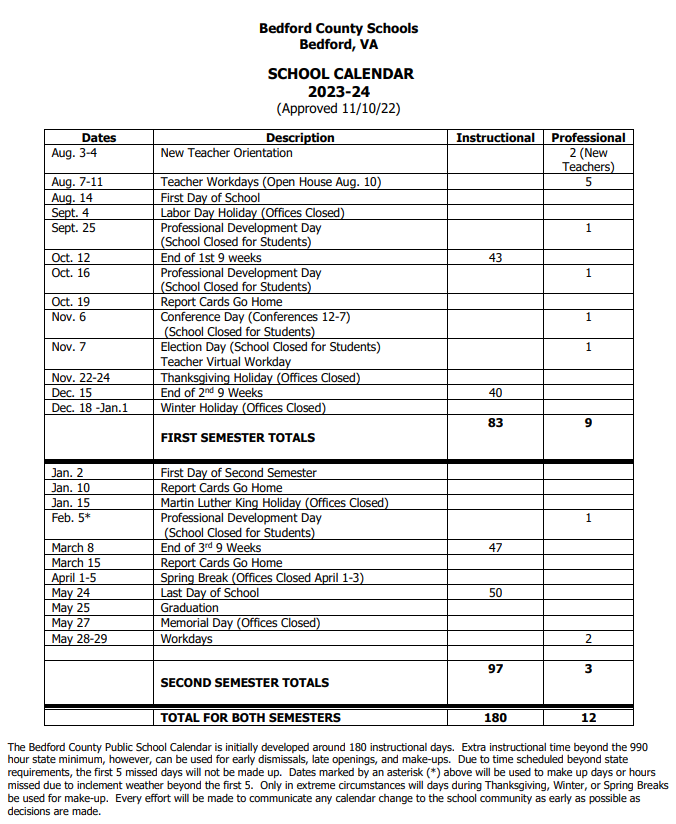 Bedford County Schools
Bedford, VA
SCHOOL CALENDAR
2023-24
(Approved 11/10/22)
Dates Description Instructional Professional
Aug. 3-4 New Teacher Orientation 2 (New
Teachers)
Aug. 7-11 Teacher Workdays (Open House Aug. 10) 5
Aug. 14 First Day of School
Sept. 4 Labor Day Holiday (Offices Closed)
Sept. 25 Professional Development Day 1
(School Closed for Students)
Oct. 12 End of 1st 9 weeks 43
Oct. 16 Professional Development Day 1
(School Closed for Students)
Oct. 19 Report Cards Go Home
Nov. 6 Conference Day (Conferences 12-7) 1
(School Closed for Students)
Nov. 7 Election Day (School Closed for Students) 1
Teacher Virtual Workday
Nov. 22-24 Thanksgiving Holiday (Offices Closed)
Dec. 15 End of 2nd 9 Weeks 40
Dec. 18 -Jan.1 Winter Holiday (Offices Closed)
83 9
FIRST SEMESTER TOTALS
Jan. 2 First Day of Second Semester
Jan. 10 Report Cards Go Home
Jan. 15 Martin Luther King Holiday (Offices Closed)
Feb. 5* Professional Development Day 1
(School Closed for Students)
March 8 End of 3rd 9 Weeks 47
March 15 Report Cards Go Home
April 1-5 Spring Break (Offices Closed April 1-3)
May 24 Last Day of School 50
May 25 Graduation
May 27 Memorial Day (Offices Closed)
May 28-29 Workdays 2
97 3
SECOND SEMESTER TOTALS
TOTAL FOR BOTH SEMESTERS 180 12
The Bedford County Public School Calendar is initially developed around 180 instructional days. Extra instructional time beyond the 990
hour state minimum, however, can be used for early dismissals, late openings, and make-ups. Due to time scheduled beyond state
requirements, the first 5 missed days will not be made up. Dates marked by an asterisk (*) above will be used to make up days or hours
missed due to inclement weather beyond the first 5. Only in extreme circumstances will days during Thanksgiving, Winter, or Spring Breaks
be used for make-up. Every effort will be made to communicate any calendar change to the school community as early as possible as
decisions are made.